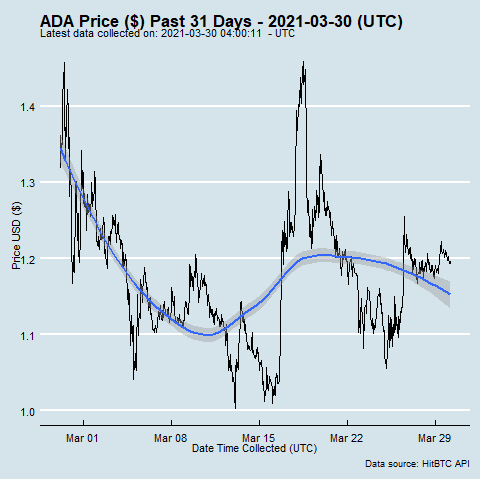 ADA Price ($) Past 31 Days - 2021-03-30 (UTC)
Latest data collected on: 2021-03-30 04:00:11 - UTC
Price USD ($)
1.4
1.3
1.2
1.1
1.0
Mar 01 Mar 08 Mar 15 Mar 22 Mar 29
Date Time Collected (UTC)
Data source: HitBTC API